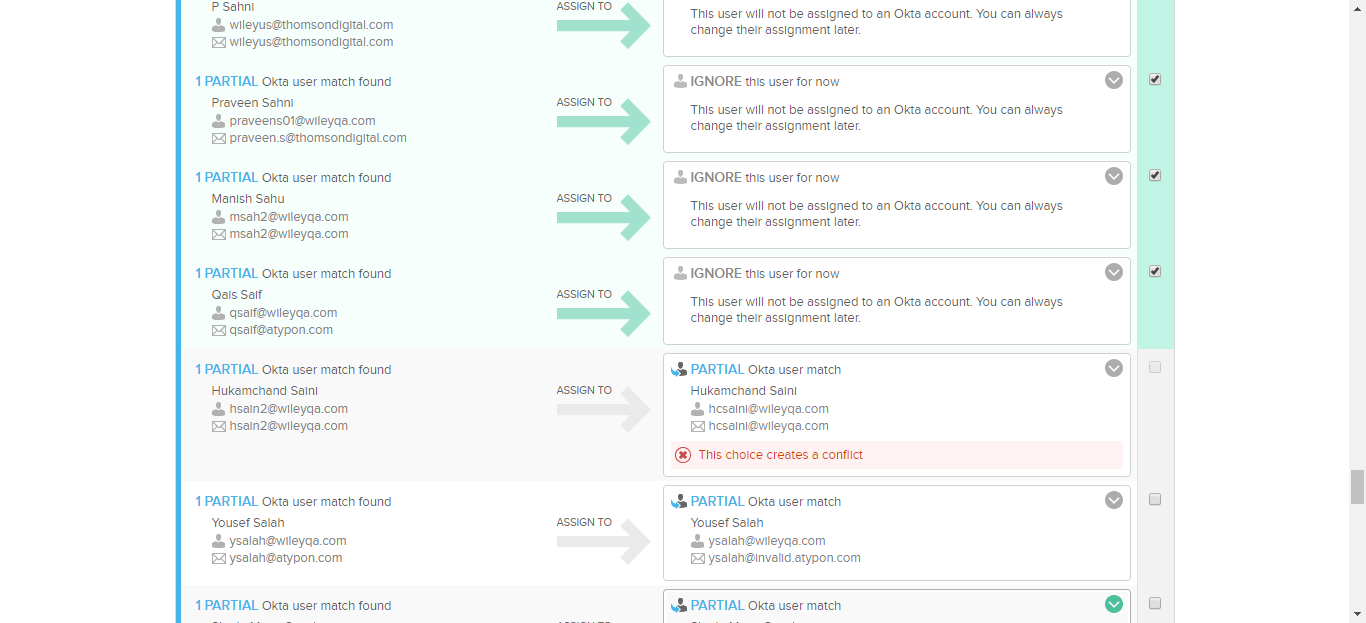 P Sahni
ASSIGN TO
wileyus@thomsondigital.com
wileyus@thomsondigital.com
This user will not be assigned to an Okta account. You can always
change their assignment later.
1 PARTIAL Okta user match found
Praveen Sahni
praveens01@wileyqa.com
praveen.s@thomsondigital.com
ASSIGN TO
IGNORE this user for now
This user will not be assigned to an Okta account. You can always
change their assignment later.
1 PARTIAL Okta user match found
Manish Sahu
msah2@wileyqa.com
msah2@wileyqa.com
ASSIGN TO
IGNORE this user for now
This user will not be assigned to an Okta account. You can always
change their assignment later.
1 PARTIAL Okta user match found
Qais Saif
qsaif@wileyqa.com
qsaif@atypon.com
ASSIGN TO
IGNORE this user for now
This user will not be assigned to an Okta account. You can always
change their assignment later.
1 PARTIAL Okta user match found
Hukamchand Saini
hsain2@wileyqa.com
hsain2@wileyqa.com
ASSIGN TO
PARTIAL Okta user match
Hukamchand Saini
hcsaini@wileyqa.com
hcsaini@wileyqa.com
This choice creates a conflict
1 PARTIAL Okta user match found
Yousef Salah
ysalah@wileyqa.com
ysalah@atypon.com
ASSIGN TO
PARTIAL Okta user match
Yousef Salah
ysalah@wileyqa.com
ysalah@invalid.atypon.com
1 PARTIAL Okta user match found
PARTIAL Okta user match